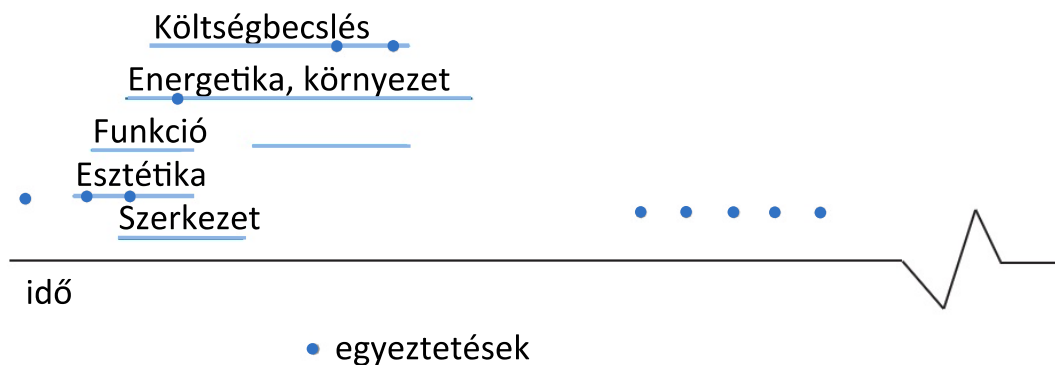 Költségbecslés
Energetika, környezet
Funkció
Esztétika
Szerkezet
idő
egyeztetések